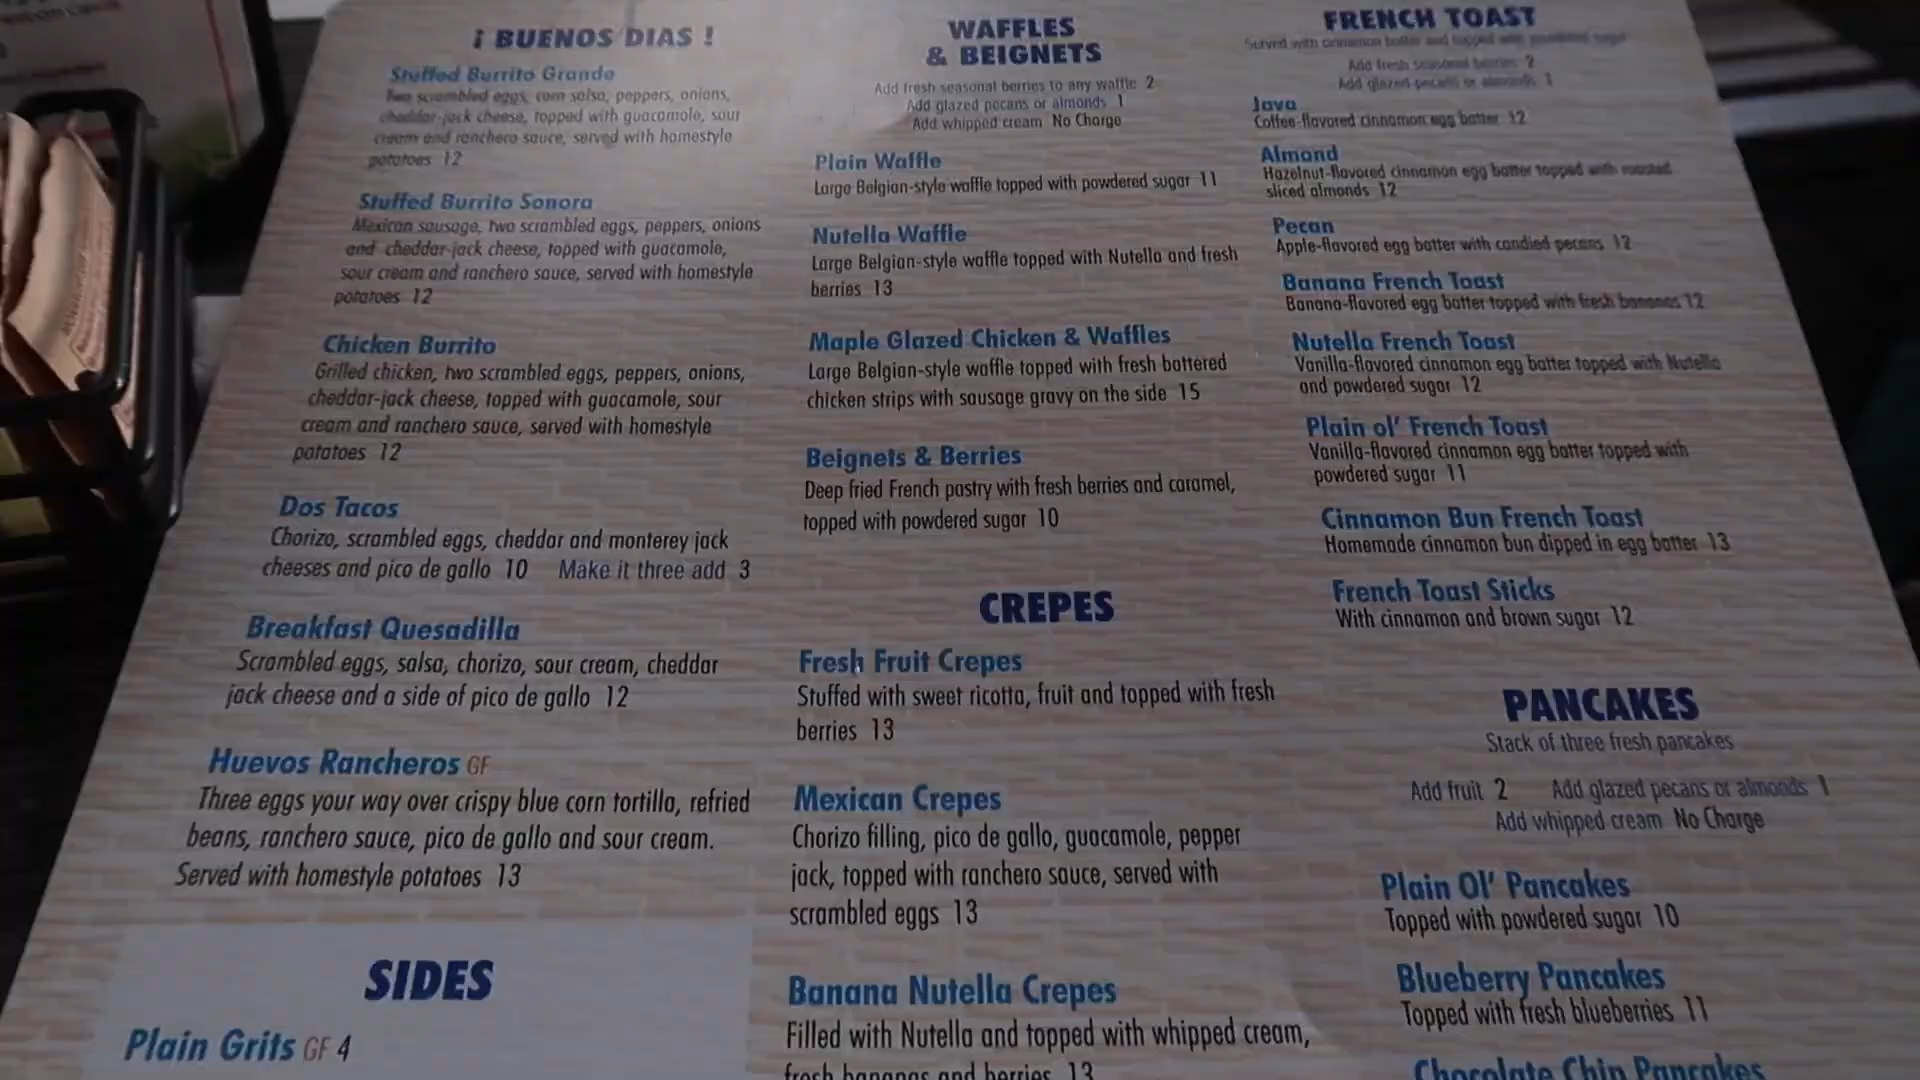 ¡ BUENOS DIAS !
Stuffed Burrito Grande
Two scrambled eggs, corn salsa, peppers, onions,
cheddar-jack cheese, topped with guacamole, sour
cream and ranchero sauce, served with homestyle
potatoes 12
Stuffed Burrito Sonora
Mexican sausage, two scrambled eggs, peppers, onions
and cheddar-jack cheese, topped with guacamole,
sour cream and ranchero sauce, served with homestyle
potatoes 12
Chicken Burrito
Grilled chicken, two scrambled eggs, peppers, onions,
cheddar-jack cheese, topped with guacamole, sour
cream and ranchero sauce, served with homestyle
potatoes 12
Dos Tacos
Chorizo, scrambled eggs, cheddar and monterey jack
cheeses and pico de gallo 10 Make it three add 3
Breakfast Quesadilla
Scrambled eggs, salsa, chorizo, sour cream, cheddar
jack cheese and a side of pico de gallo 12
Huevos Rancheros GF
Three eggs your way over crispy blue corn tortilla, refried
beans, ranchero sauce, pico de gallo and sour cream.
Served with homestyle potatoes 13
SIDES
Plain Grits GF 4
WAFFLES
& BEIGNETS
Add fresh seasonal berries to any waffle 2
Add glazed pecans or almonds 1
Add whipped cream No Charge
Plain Waffle
Large Belgian-style waffle topped with powdered sugar 11
Nutella Waffle
Large Belgian-style waffle topped with Nutella and fresh
berries 13
Maple Glazed Chicken & Waffles
Large Belgian-style waffle topped with fresh battered
chicken strips with sausage gravy on the side 15
Beignets & Berries
Deep fried French pastry with fresh berries and caramel,
topped with powdered sugar 10
CREPES
Fresh Fruit Crepes
Stuffed with sweet ricotta, fruit and topped with fresh
berries 13
Mexican Crepes
Chorizo filling, pico de gallo, guacamole, pepper
jack, topped with ranchero sauce, served with
scrambled eggs 13
Banana Nutella Crepes
Filled with Nutella and topped with whipped cream,
fresh bananas and berries 13
FRENCH TOAST
Served with cinnamon butter and topped with powdered sugar
Add fresh seasonal berries 2
Add glazed pecans or almonds 1
Java
Coffee-flavored cinnamon egg batter 12
Almond
Hazelnut-flavored cinnamon egg batter topped with roasted
sliced almonds 12
Pecan
Apple-flavored egg batter with candied pecans 12
Banana French Toast
Banana-flavored egg batter topped with fresh bananas 12
Nutella French Toast
Vanilla-flavored cinnamon egg batter topped with Nutella
and powdered sugar 12
Plain ol' French Toast
Vanilla-flavored cinnamon egg batter topped with
powdered sugar 11
Cinnamon Bun French Toast
Homemade cinnamon bun dipped in egg batter 13
French Toast Sticks
With cinnamon and brown sugar 12
PANCAKES
Stack of three fresh pancakes
Add fruit 2 Add glazed pecans or almonds 1
Add whipped cream No Charge
Plain Ol' Pancakes
Topped with powdered sugar 10
Blueberry Pancakes
Topped with fresh blueberries 11
Chocolate Chip Pancakes